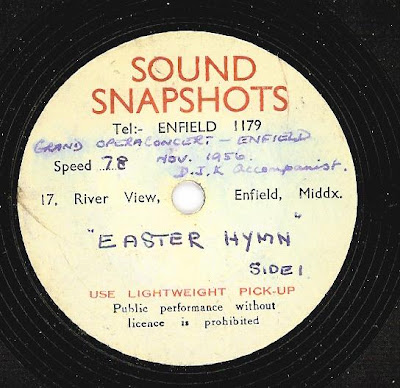 SOUND
SNAPSHOTS
Tel:- ENFIELD 1179
GRAND OPERA CONCERT - ENFIELD
Speed 78 NOV. 1956.
D.J.K accompanist.
17, River View, Enfield, Middx.
"EASTER HYMN"
SIDE 1
USE LIGHTWEIGHT PICK-UP
Public performance without
licence is prohibited